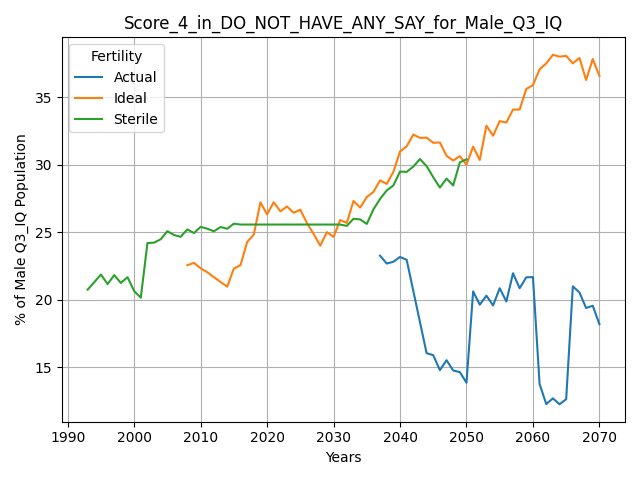 Score_4_in_DO_NOT_HAVE_ANY_SAY_for_Male_Q3_IQ
Fertility
Actual
Ideal
Sterile
% of Male Q3_IQ Population
35
30
25
20
15
1990 2000 2010 2020 2030 2040 2050 2060 2070
Years